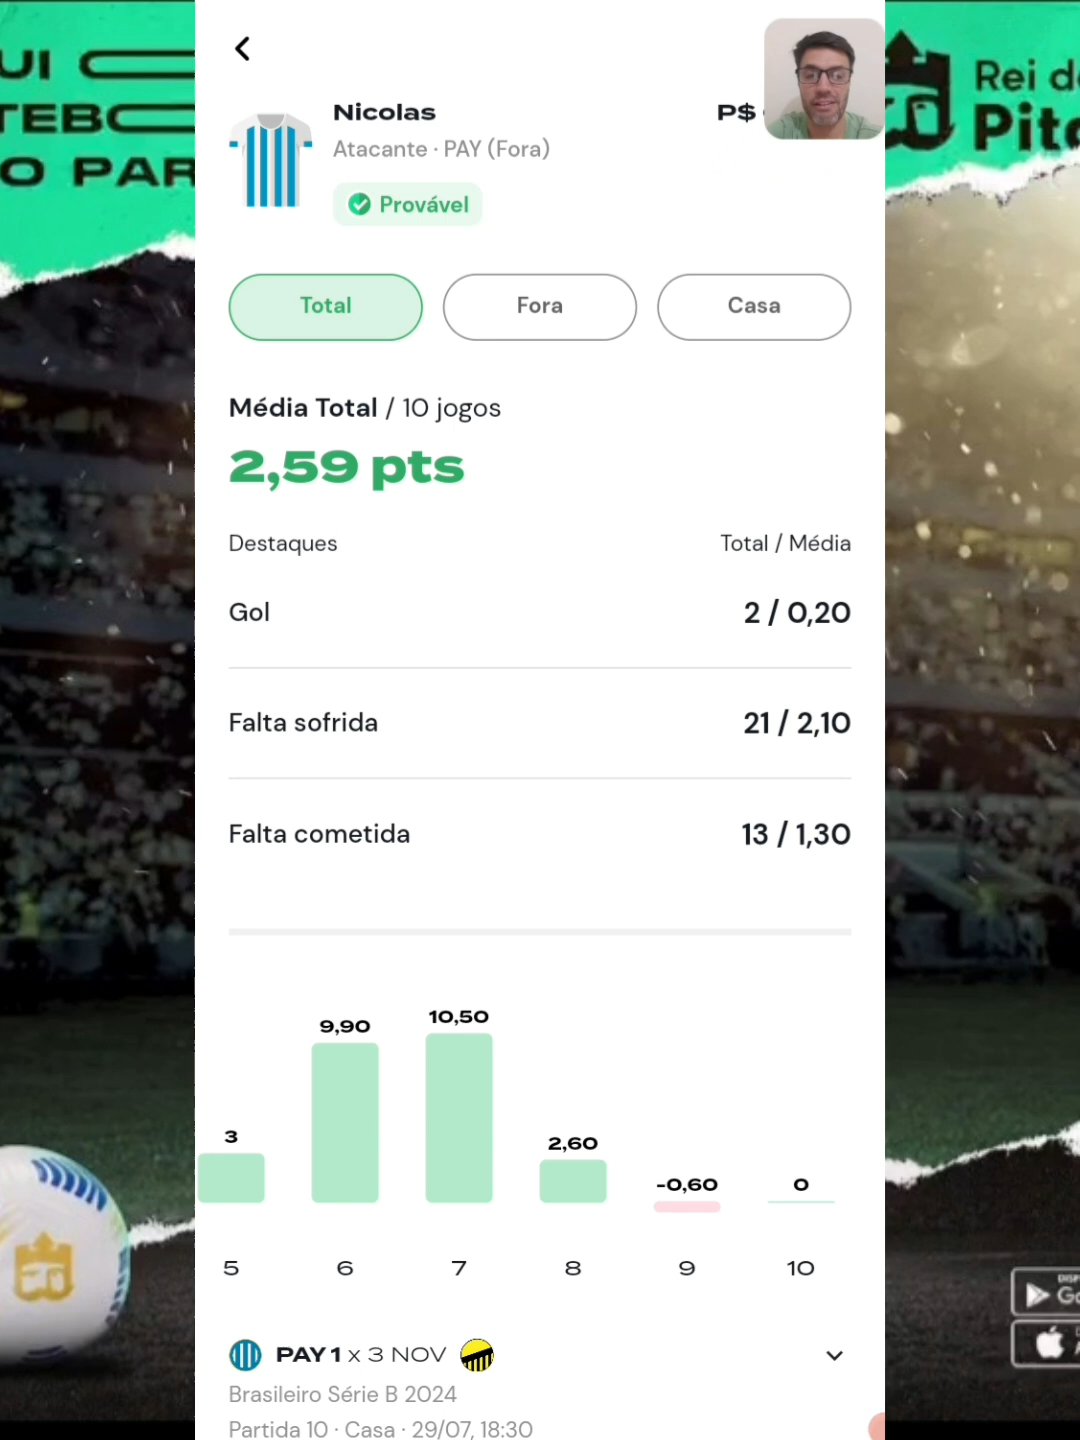 Nicolas
P$
Atacante · PAY (Fora)
Provável
Total
Fora
Casa
Média Total / 10 jogos
2,59 pts
Destaques
Total / Média
Gol
2 / 0,20
Falta sofrida
21 / 2,10
Falta cometida
13 / 1,30
3
9,90
10,50
2,60
-0,60
0
5
6
7
8
9
10
PAY 1 x 3 NOV
Brasileiro Série B 2024
Partida 10 · Casa · 29/07, 18:30
Rei